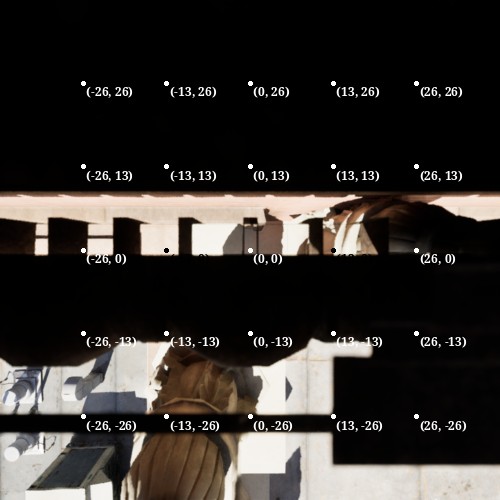 (-26, 26) (-13, 26) (0, 26) (13, 26) (26, 26)
(-26, 13) (-13, 13) (0, 13) (13, 13) (26, 13)
(-26, 0) (0, 0) (26, 0)
(-26, -13) (-13, -13) (0, -13) (13, -13) (26, -13)
(-26, -26) (-13, -26) (0, -26) (13, -26) (26, -26)